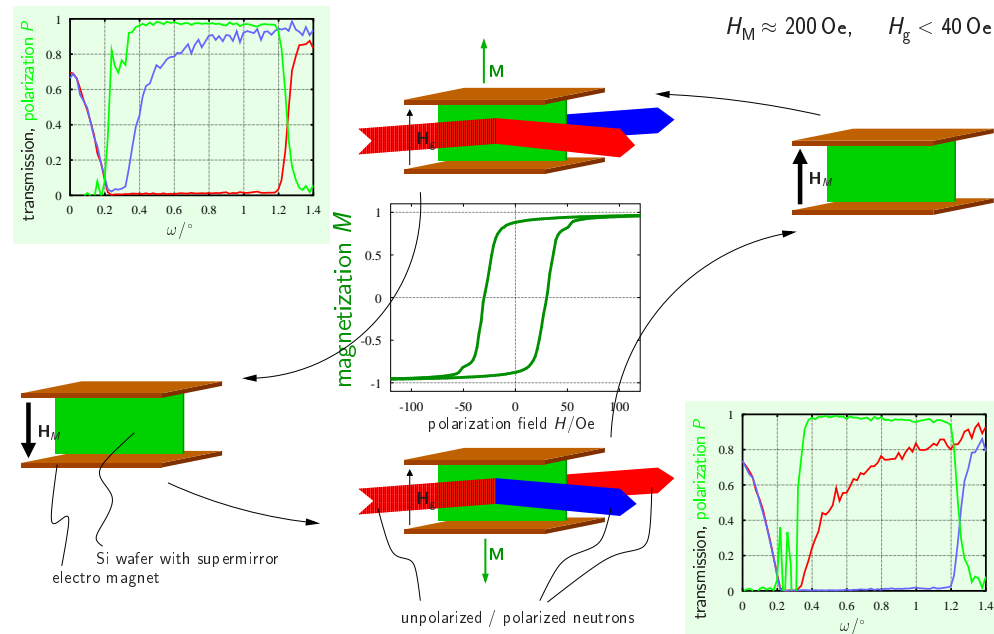 H_M ≈ 200 Oe, H_g < 40 Oe
transmission, polarization P
1
0.8
0.6
0.4
0.2
0
0 0.2 0.4 0.6 0.8 1 1.2 1.4
ω/°
M
H_g
H_M
magnetization M
1
0.5
0
-0.5
-1
-100 -50 0 50 100
polarization field H/Oe
H_M
Si wafer with supermirror
electro magnet
H_g
M
unpolarized / polarized neutrons
transmission, polarization P
1
0.8
0.6
0.4
0.2
0
0 0.2 0.4 0.6 0.8 1 1.2 1.4
ω/°